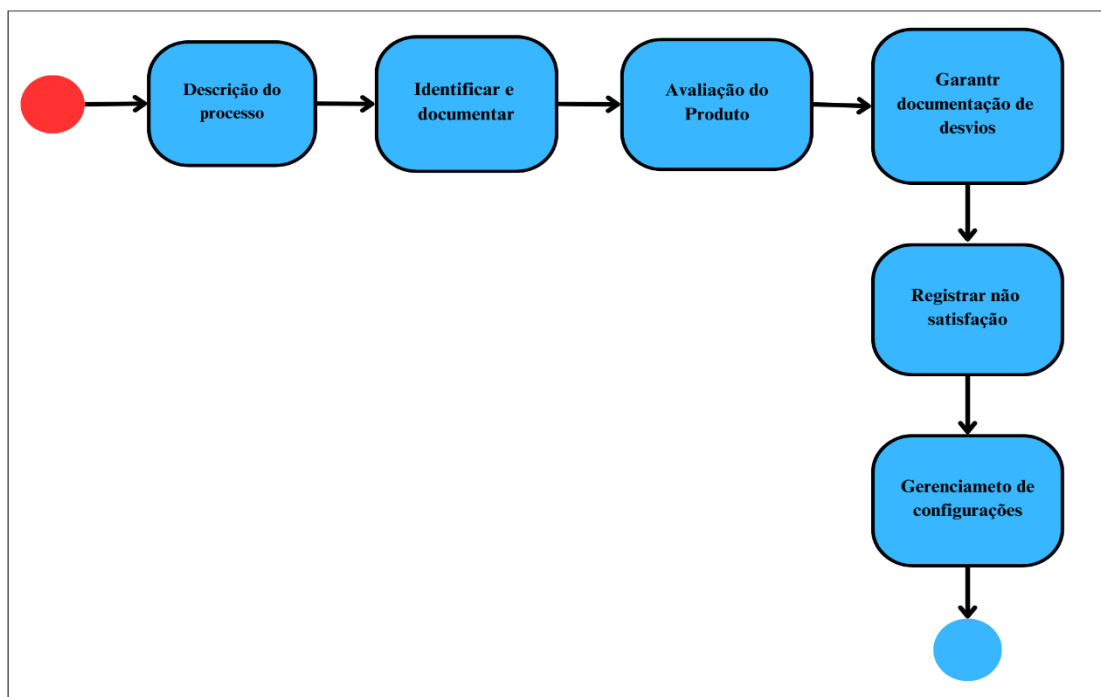 Descrição do
processo
Identificar e
documentar
Avaliação do
Produto
Garantr
documentação de
desvios
Registrar não
satisfação
Gerenciameto de
configurações